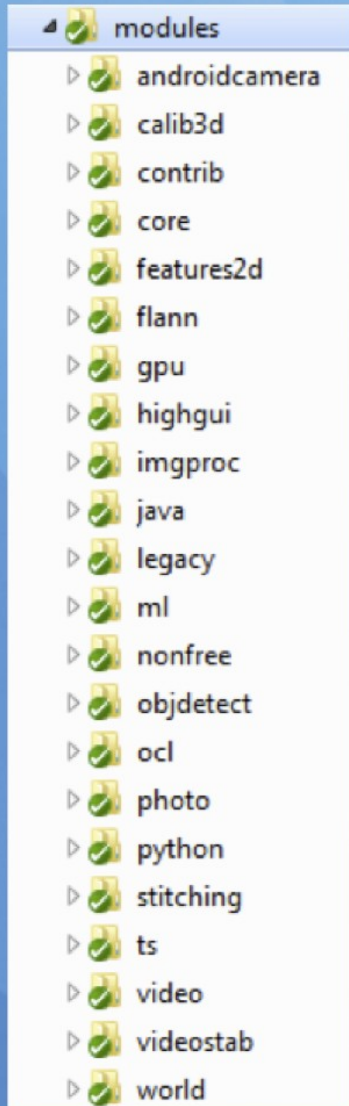 modules
androidcamera
calib3d
contrib
core
features2d
flann
gpu
highgui
imgproc
java
legacy
ml
nonfree
objdetect
ocl
photo
python
stitching
ts
video
videostab
world